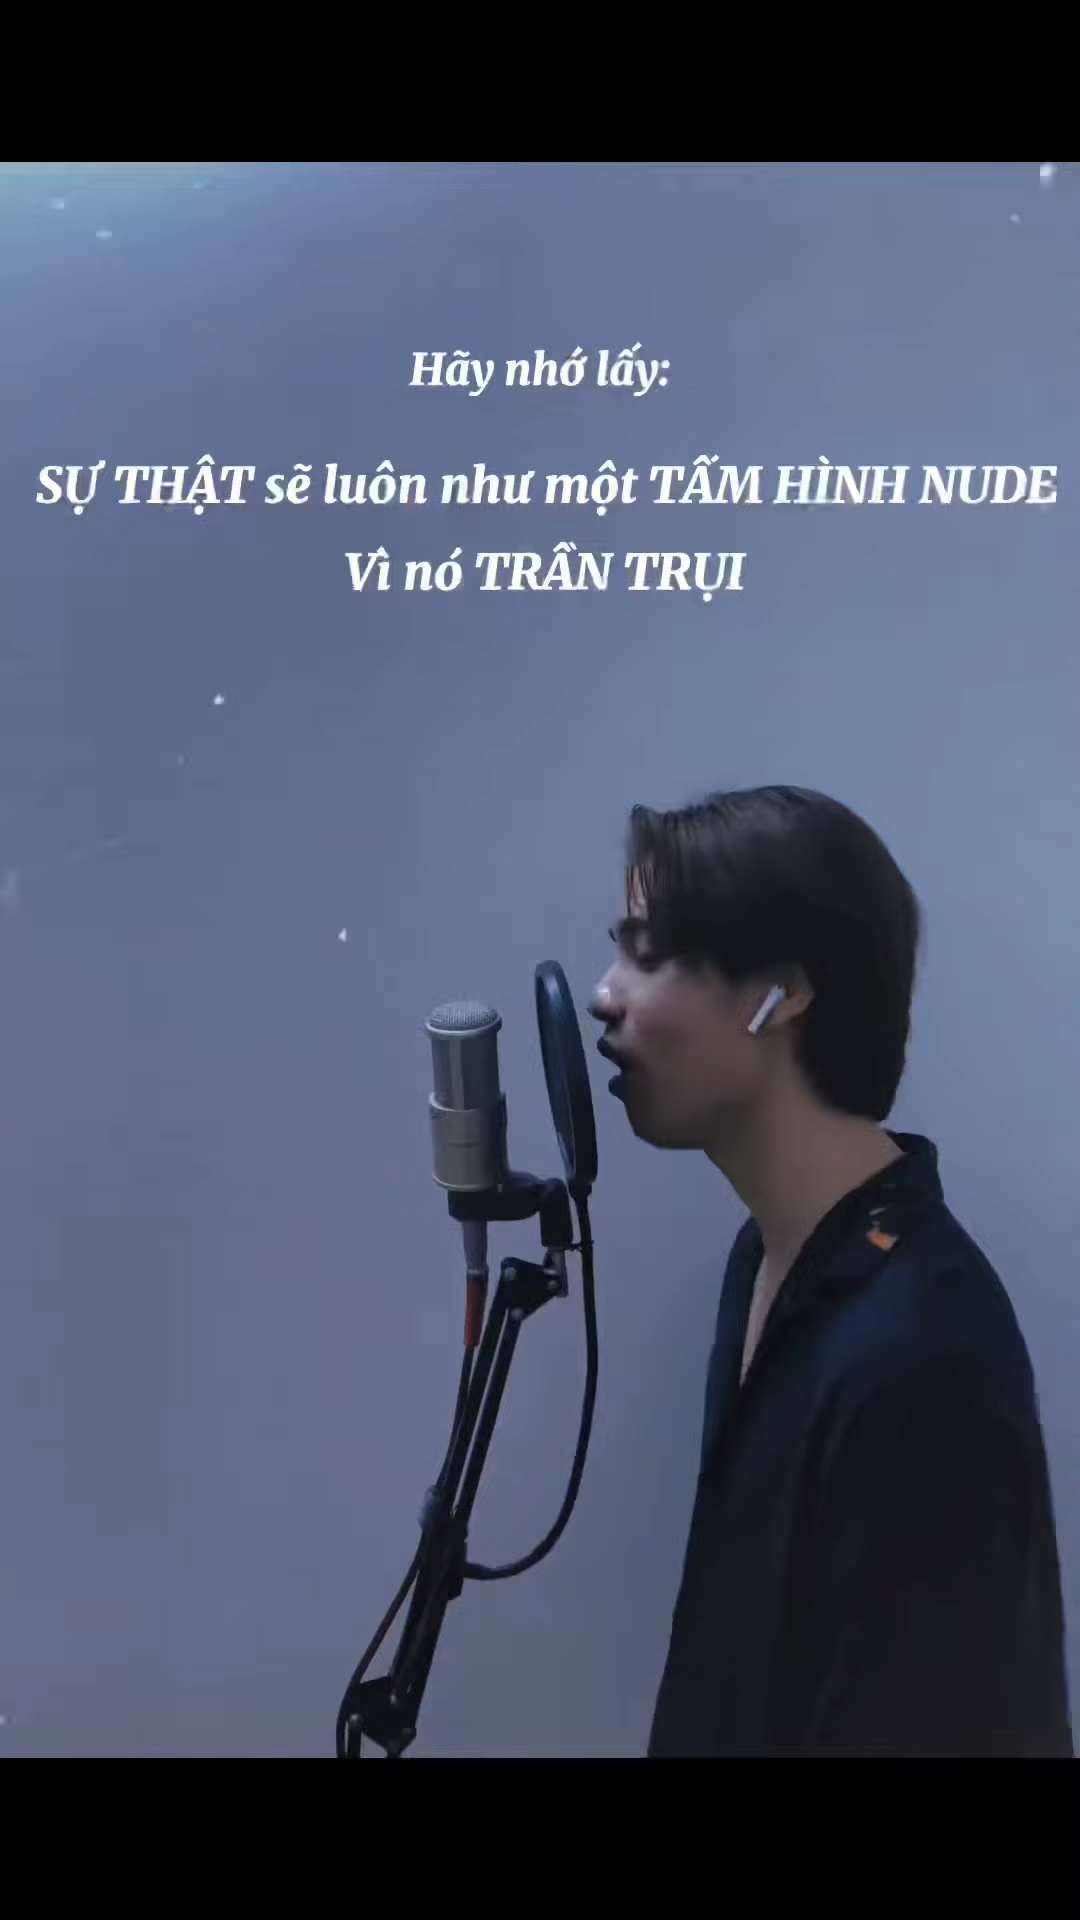 Hãy nhớ lấy:
SỰ THẬT sẽ luôn như một TẤM HÌNH NUDE
Vì nó TRẦN TRỤI